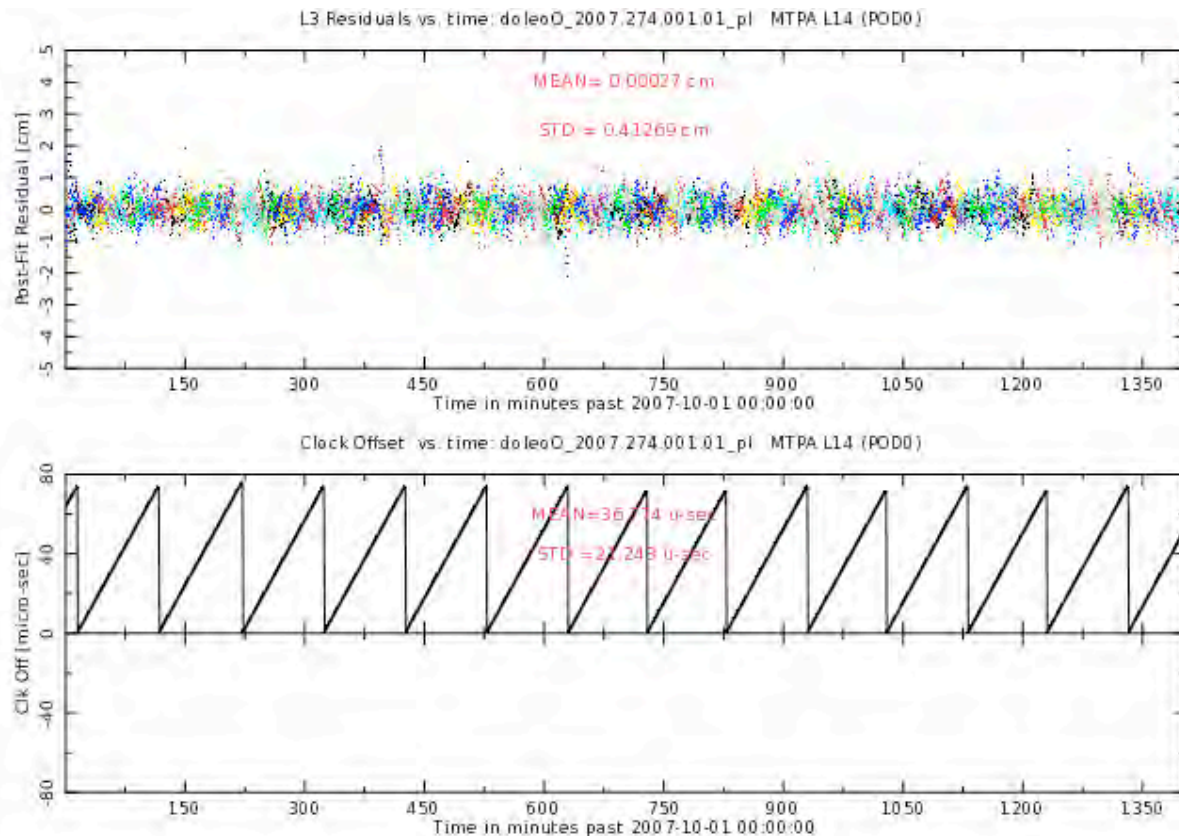 L3 Residuals vs. time: doleoO_2007.274.001.01_pl MTPA L14 (POD0)
5
4
3
2
1
0
-1
-2
-3
-4
-5
Post-Fit Residual [cm]
MEAN= 0.00027 cm
STD = 0.43269 cm
150 300 450 600 750 900 1050 1200 1350
Time in minutes past 2007-10-01 00:00:00
Clock Offset vs. time: doleoO_2007.274.001.01_pl MTPA L14 (POD0)
80
40
0
-40
-80
Clk Off [micro-sec]
u-sec
u-sec
150 300 450 600 750 900 1050 1200 1350
Time in minutes past 2007-10-01 00:00:00